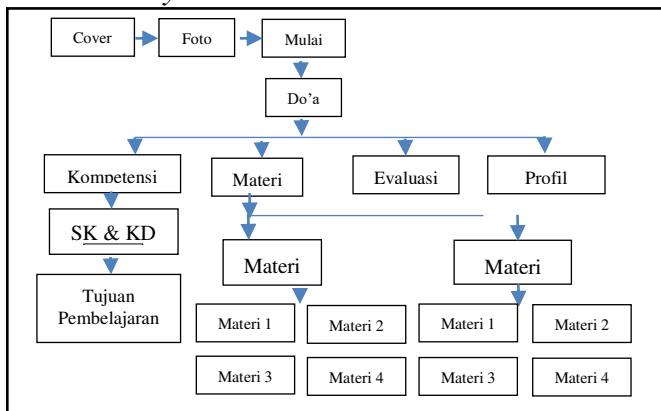 Cover
Foto
Mulai
Do’a
Kompetensi
Materi
Evaluasi
Profil
SK & KD
Materi
Materi
Tujuan
Pembelajaran
Materi 1
Materi 2
Materi 1
Materi 2
Materi 3
Materi 4
Materi 3
Materi 4